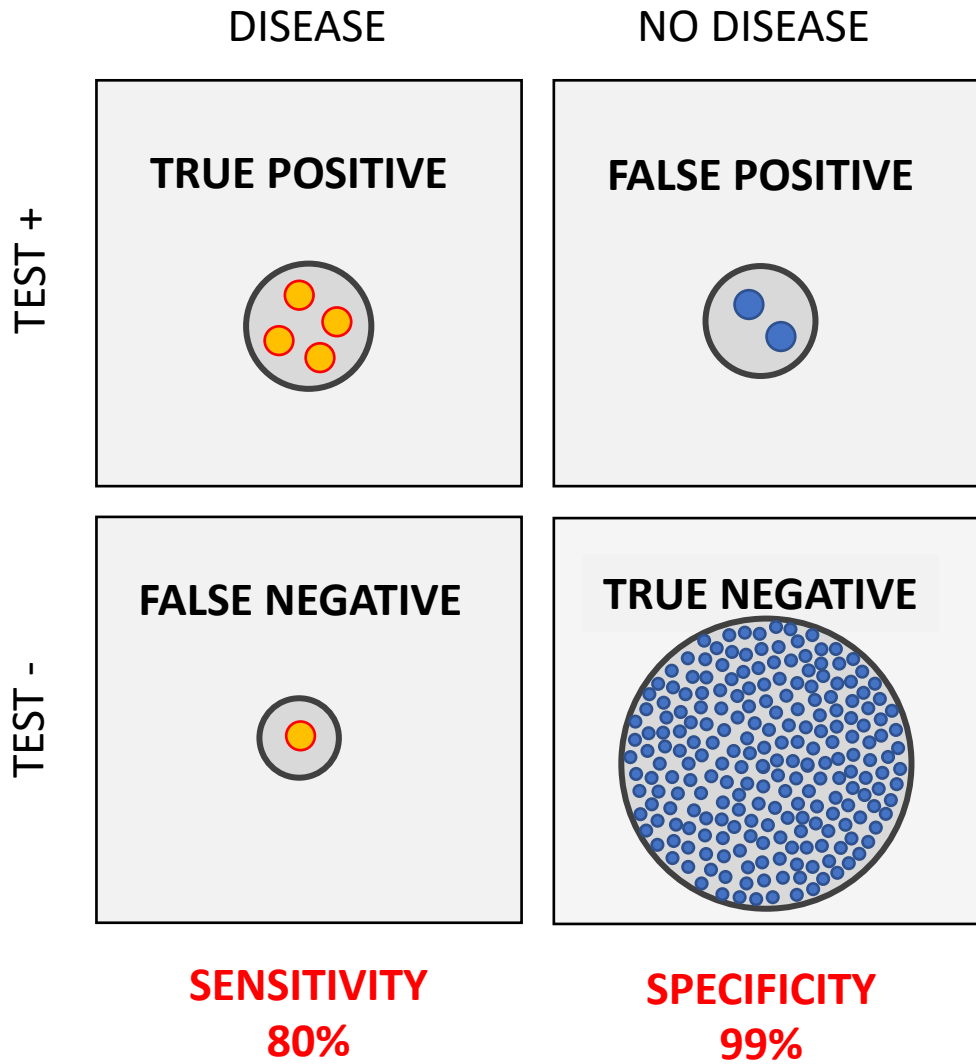 DISEASE
NO DISEASE
TEST +
TRUE POSITIVE
FALSE POSITIVE
TEST -
FALSE NEGATIVE
TRUE NEGATIVE
SENSITIVITY
80%
SPECIFICITY
99%